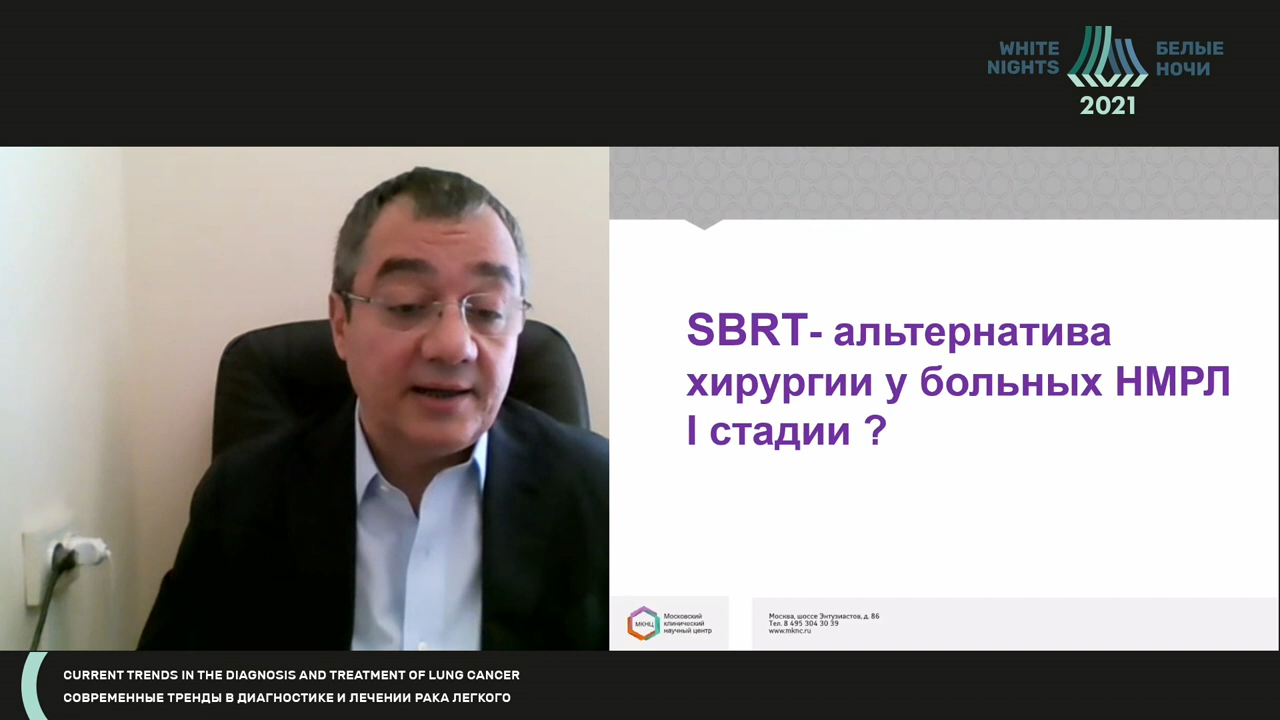 WHITE NIGHTS
БЕЛЫЕ НОЧИ
2021
SBRT- альтернатива
хирургии у больных НМРЛ
I стадии ?
МКНЦ
Московский
клинический
научный центр
Москва, шоссе Энтузиастов, д. 86
Тел. 8 495 304 30 39
www.mknc.ru
CURRENT TRENDS IN THE DIAGNOSIS AND TREATMENT OF LUNG CANCER
СОВРЕМЕННЫЕ ТРЕНДЫ В ДИАГНОСТИКЕ И ЛЕЧЕНИИ РАКА ЛЕГКОГО